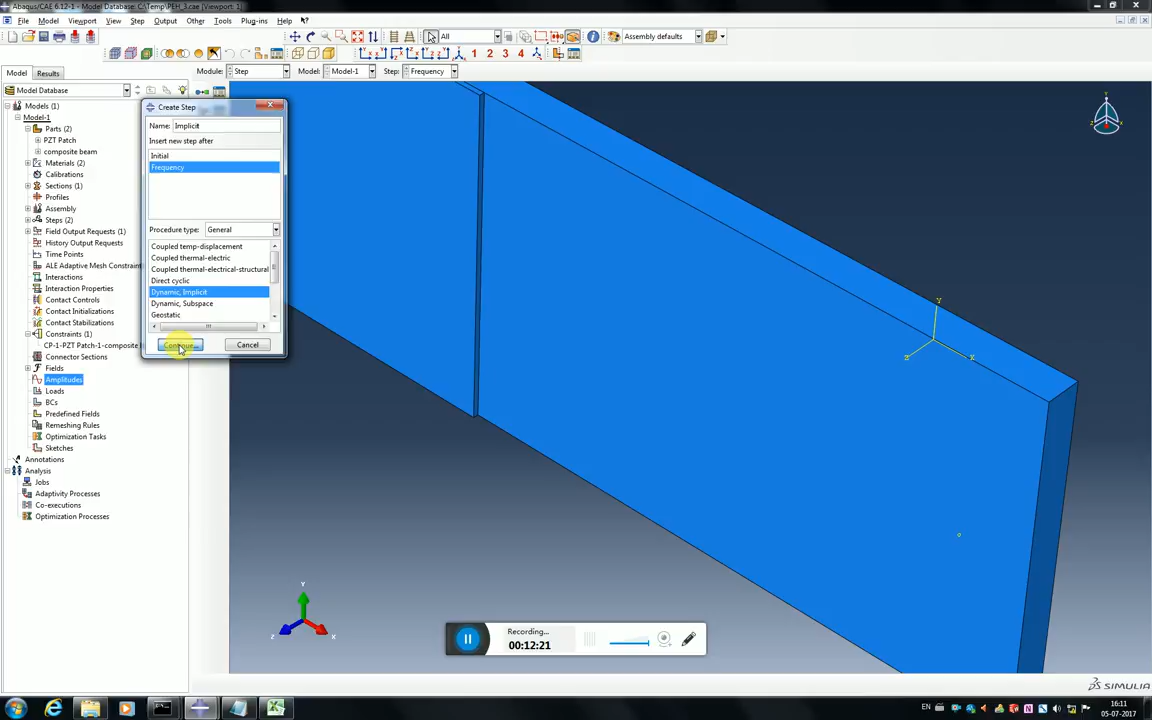 Abaqus/CAE 6.12-1 - Model Database: C:\Temp\PEH_3.cae [Viewport: 1]
File Model Viewport View Step Output Other Tools Plug-ins Help
All
1 2 3 4
Assembly defaults
Model Results
Module: Step Model: Model-1 Step: Frequency
Model Database
Models (1)
Model-1
Parts (2)
PZT Patch
composite beam
Materials (2)
Calibrations
Sections (1)
Profiles
Assembly
Steps (2)
Field Output Requests (1)
History Output Requests
Time Points
ALE Adaptive Mesh Constrain
Interactions
Interaction Properties
Contact Controls
Contact Initializations
Contact Stabilizations
Constraints (1)
CP-1-PZT Patch-1-composite
Connector Sections
Fields
Amplitudes
Loads
BCs
Predefined Fields
Remeshing Rules
Optimization Tasks
Sketches
Annotations
Analysis
Jobs
Adaptivity Processes
Co-executions
Optimization Processes
Create Step
Name: Implicit
Insert new step after
Initial
Frequency
Procedure type: General
Coupled temp-displacement
Coupled thermal-electric
Coupled thermal-electrical-structural
Direct cyclic
Dynamic, Implicit
Dynamic, Subspace
Geostatic
Continue...
Cancel
Y
Z X
Y
Z X
Recording...
00:12:21
SIMULIA
EN
16:11
05-07-2017